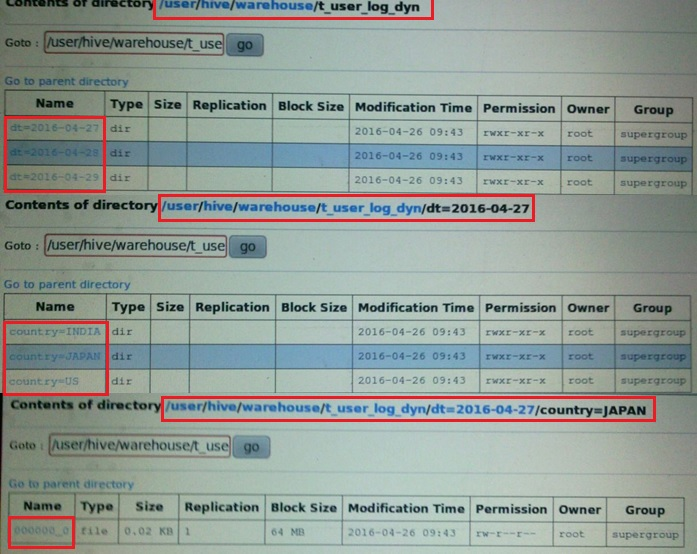 Contents of directory /user/hive/warehouse/t_user_log_dyn
Goto : /user/hive/warehouse/t_use go
Go to parent directory
Name Type Size Replication Block Size Modification Time Permission Owner Group
dt=2016-04-27 dir 2016-04-26 09:43 rwxr-xr-x root supergroup
dt=2016-04-28 dir 2016-04-26 09:43 rwxr-xr-x root supergroup
dt=2016-04-29 dir 2016-04-26 09:43 rwxr-xr-x root supergroup
Contents of directory /user/hive/warehouse/t_user_log_dyn/dt=2016-04-27
Goto : /user/hive/warehouse/t_use go
Go to parent directory
Name Type Size Replication Block Size Modification Time Permission Owner Group
country=INDIA dir 2016-04-26 09:43 rwxr-xr-x root supergroup
country=JAPAN dir 2016-04-26 09:43 rwxr-xr-x root supergroup
country=US dir 2016-04-26 09:43 rwxr-xr-x root supergroup
Contents of directory /user/hive/warehouse/t_user_log_dyn/dt=2016-04-27/country=JAPAN
Goto : /user/hive/warehouse/t_use go
Go to parent directory
Name Type Size Replication Block Size Modification Time Permission Owner Group
000000_0 file 0.02 KB 1 64 MB 2016-04-26 09:43 rw-r--r-- root supergroup